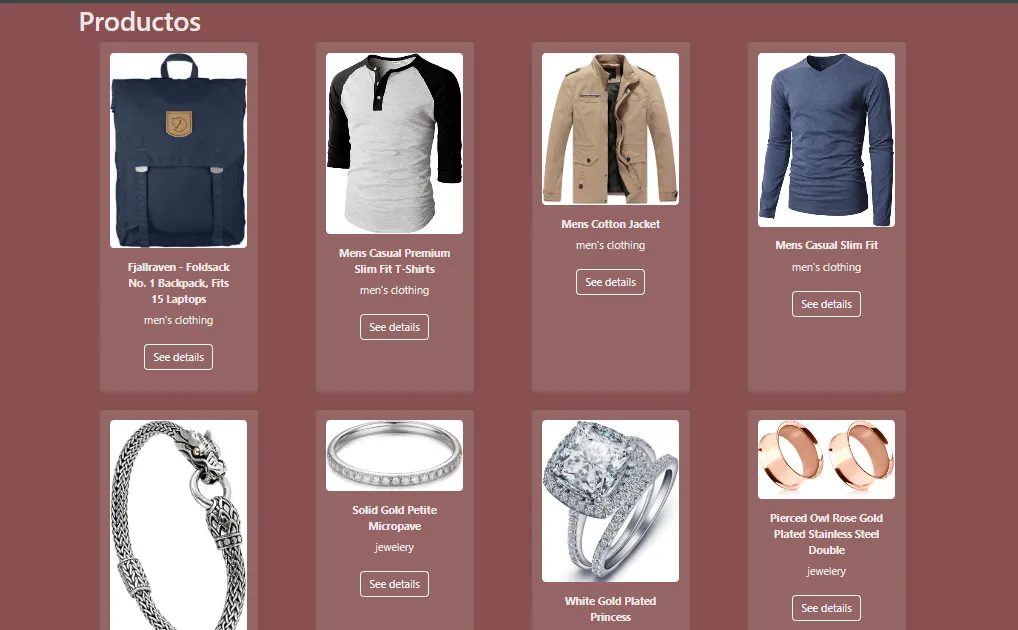 Productos
Fjallraven - Foldsack
No. 1 Backpack, Fits
15 Laptops
men's clothing
See details
Mens Casual Premium
Slim Fit T-Shirts
men's clothing
See details
Mens Cotton Jacket
men's clothing
See details
Mens Casual Slim Fit
men's clothing
See details
Solid Gold Petite
Micropave
jewelery
See details
White Gold Plated
Princess
Pierced Owl Rose Gold
Plated Stainless Steel
Double
jewelery
See details